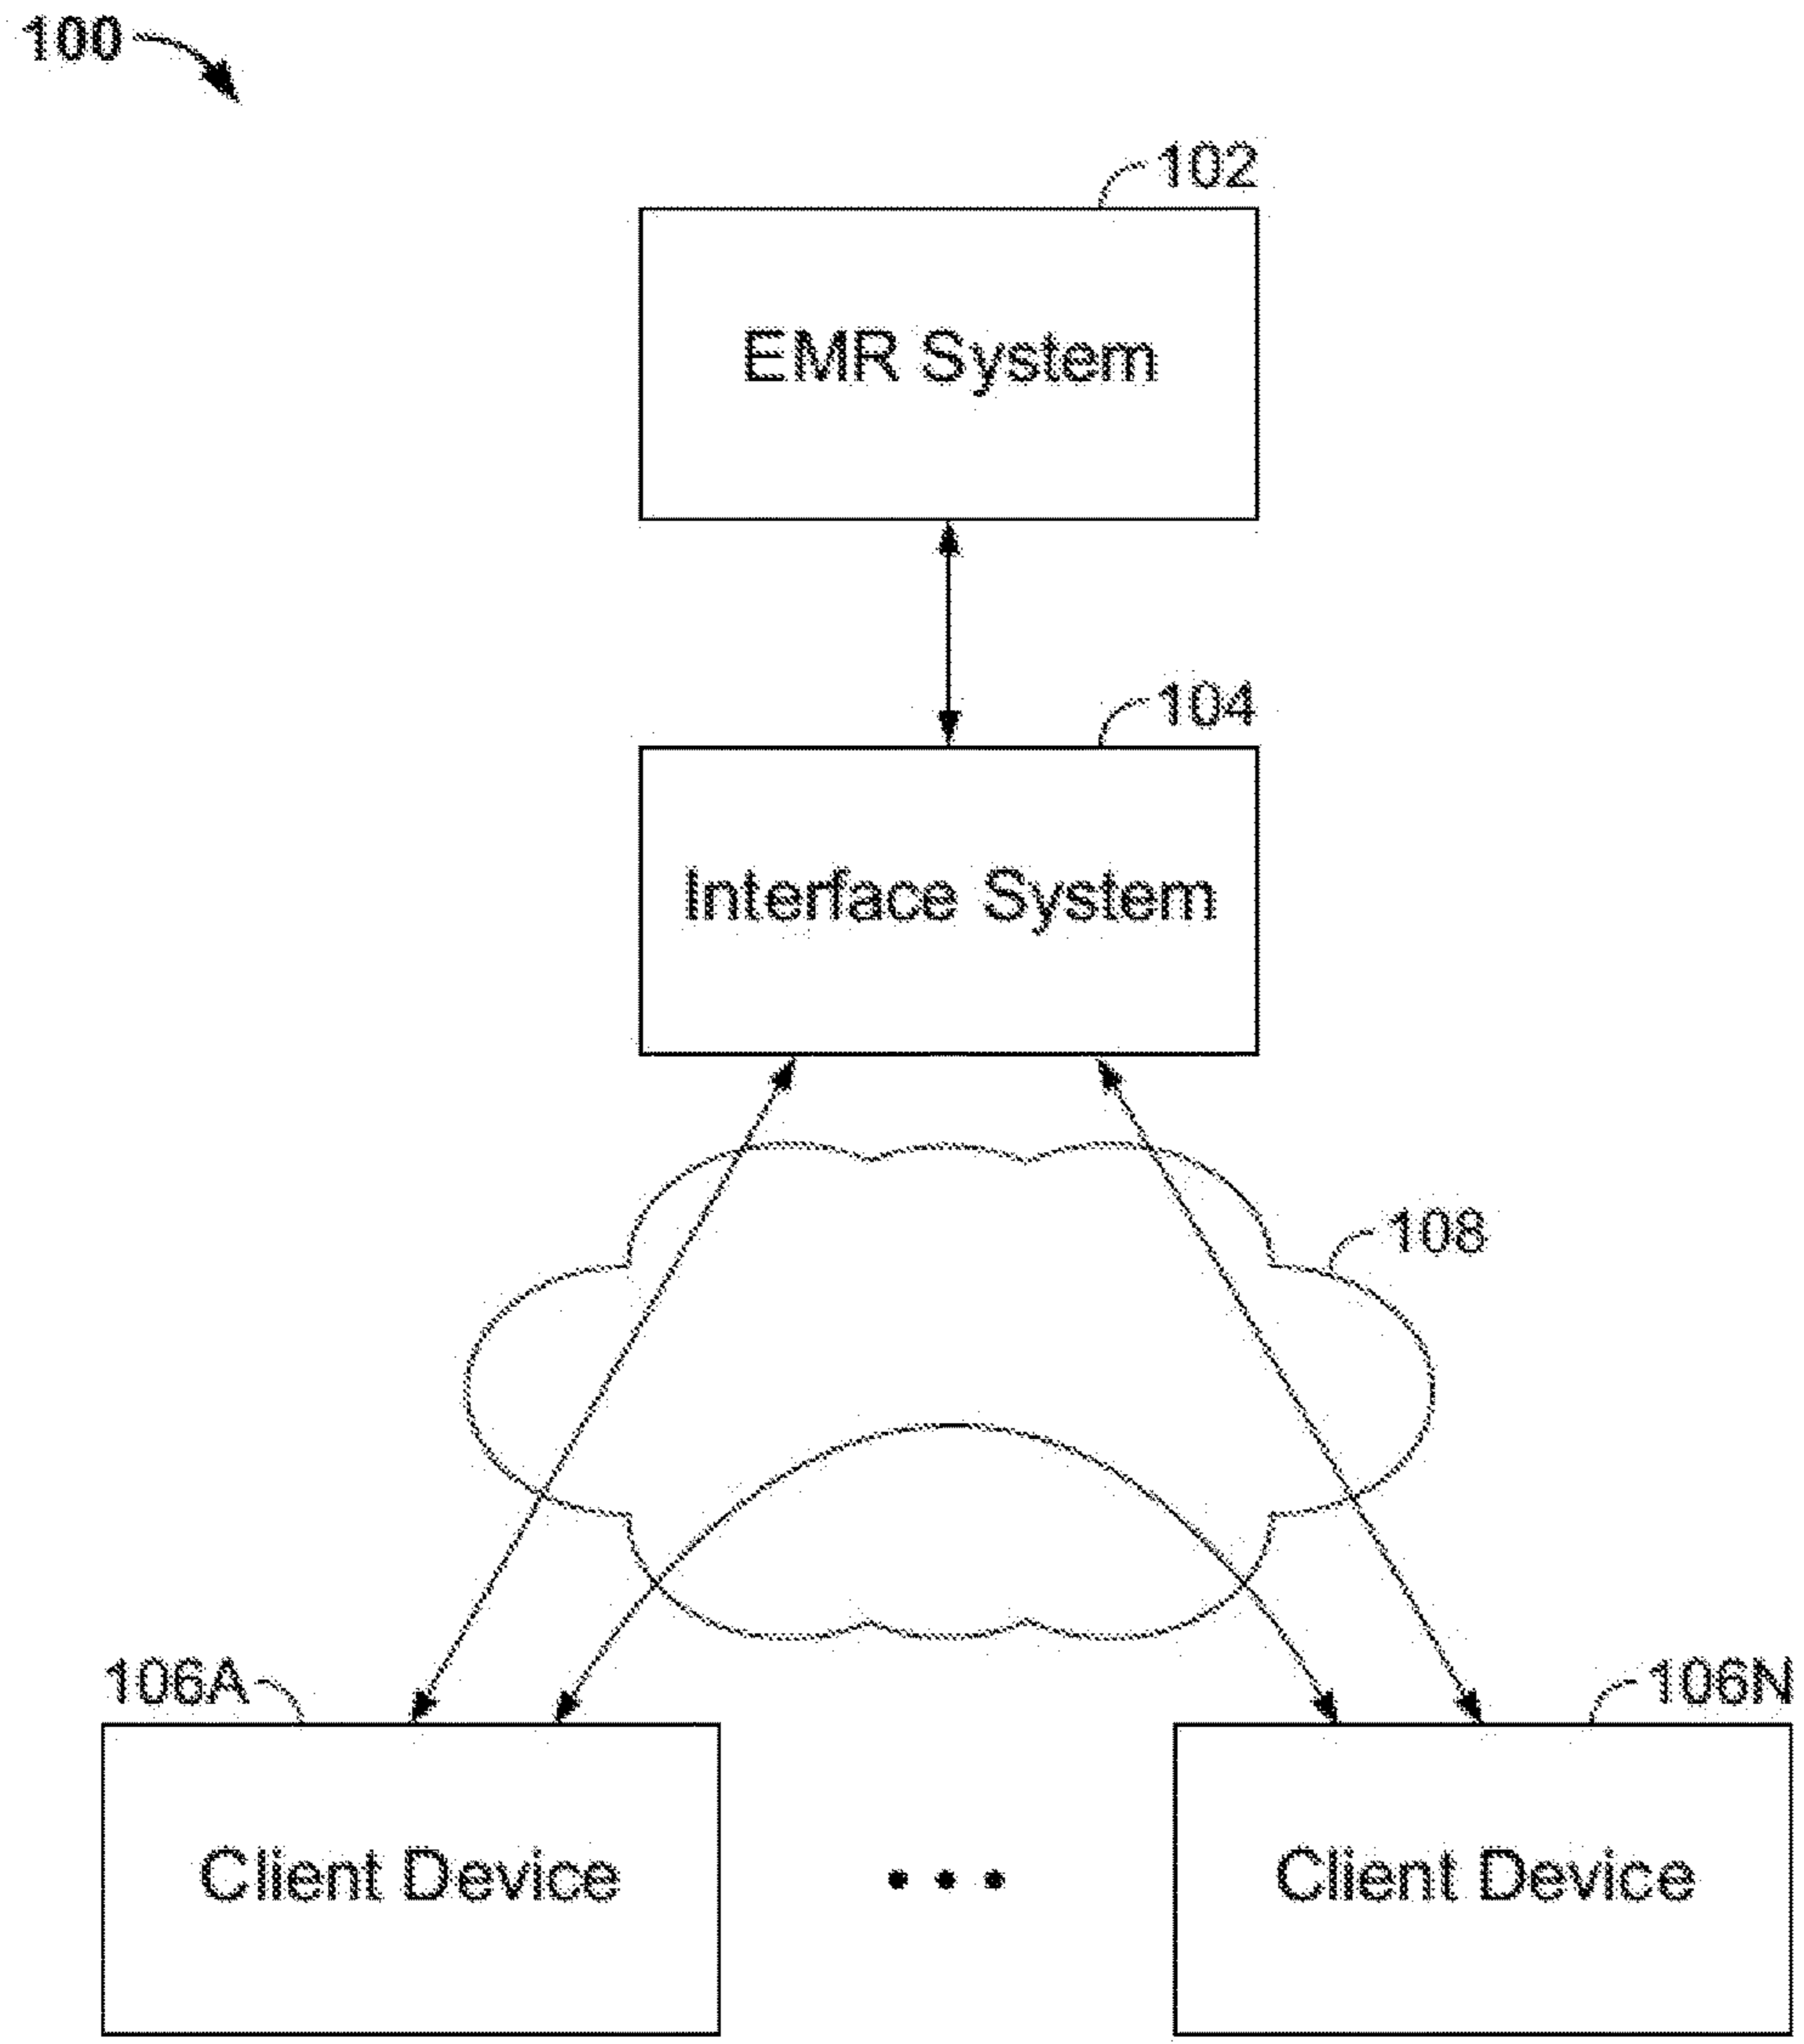 100
102
EMR System
104
Interface System
108
106A
106N
Client Device
Client Device